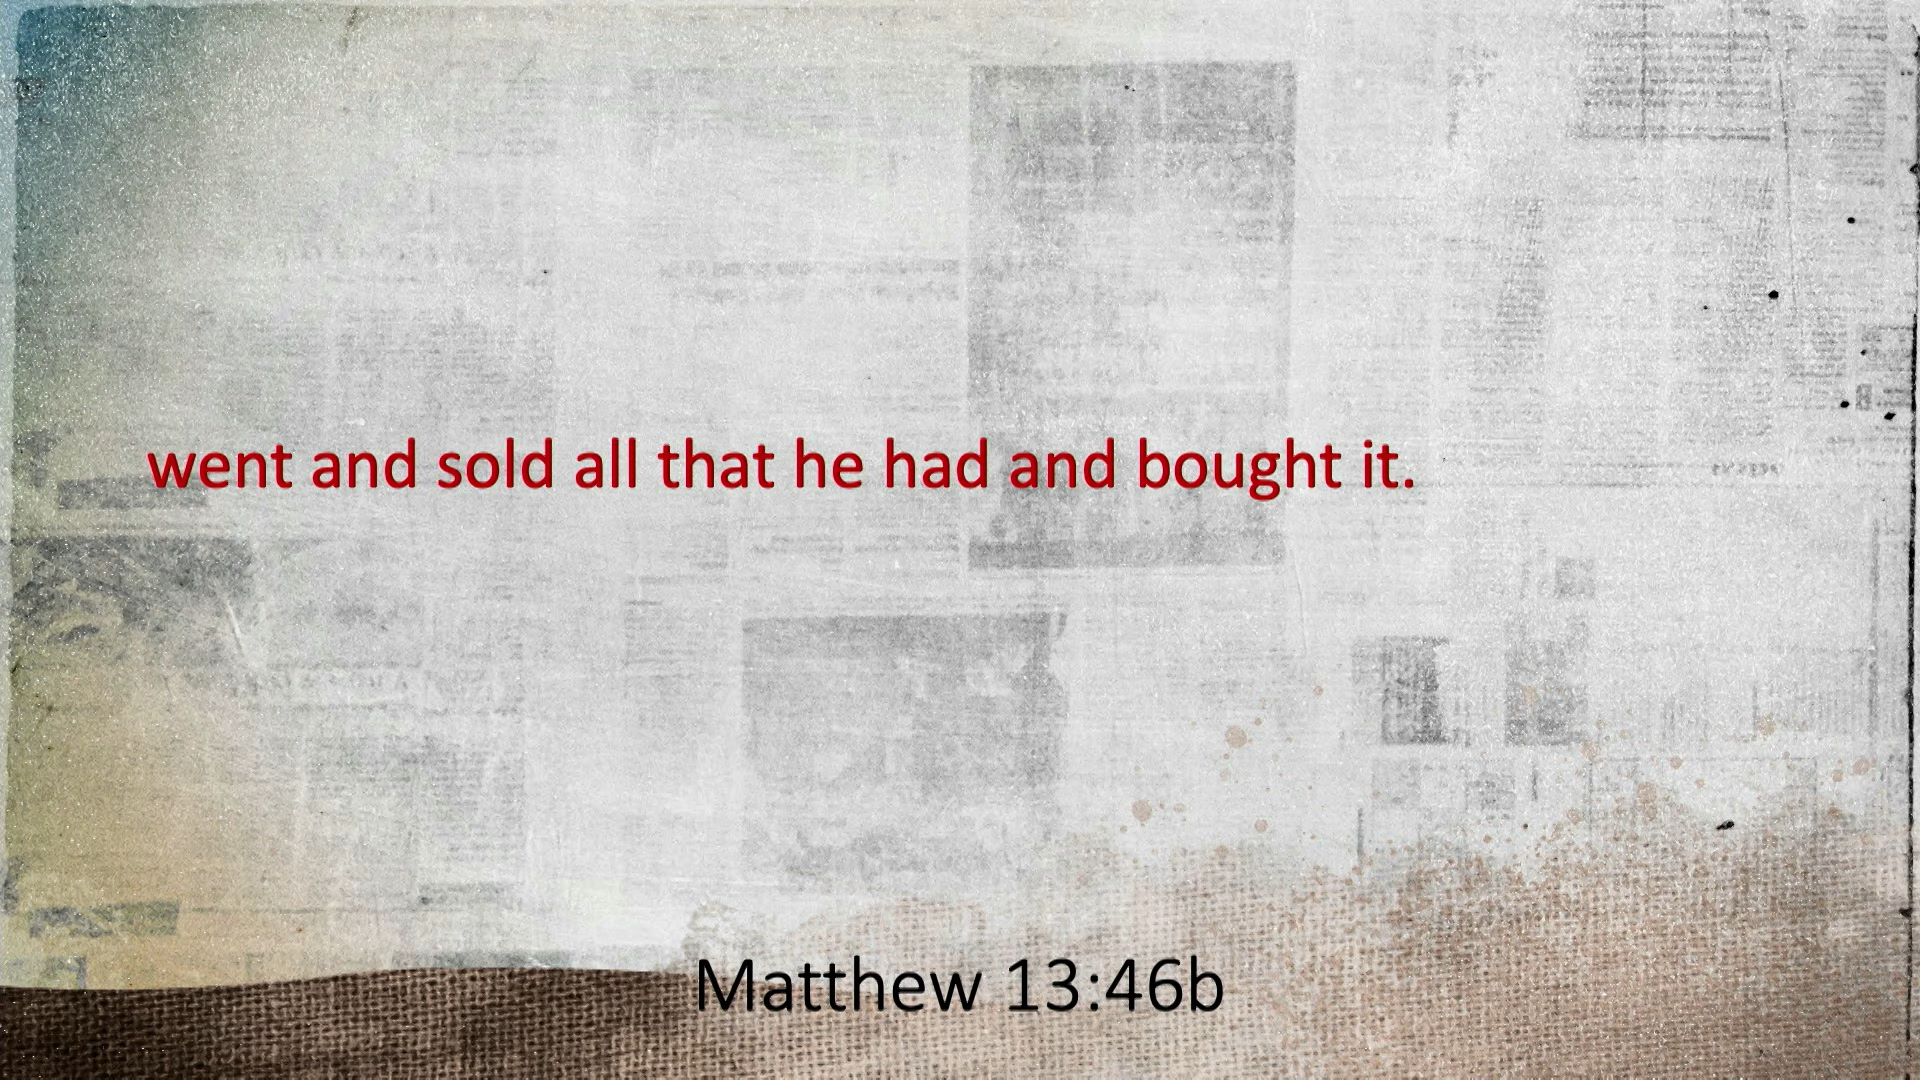 went and sold all that he had and bought it.
Matthew 13:46b